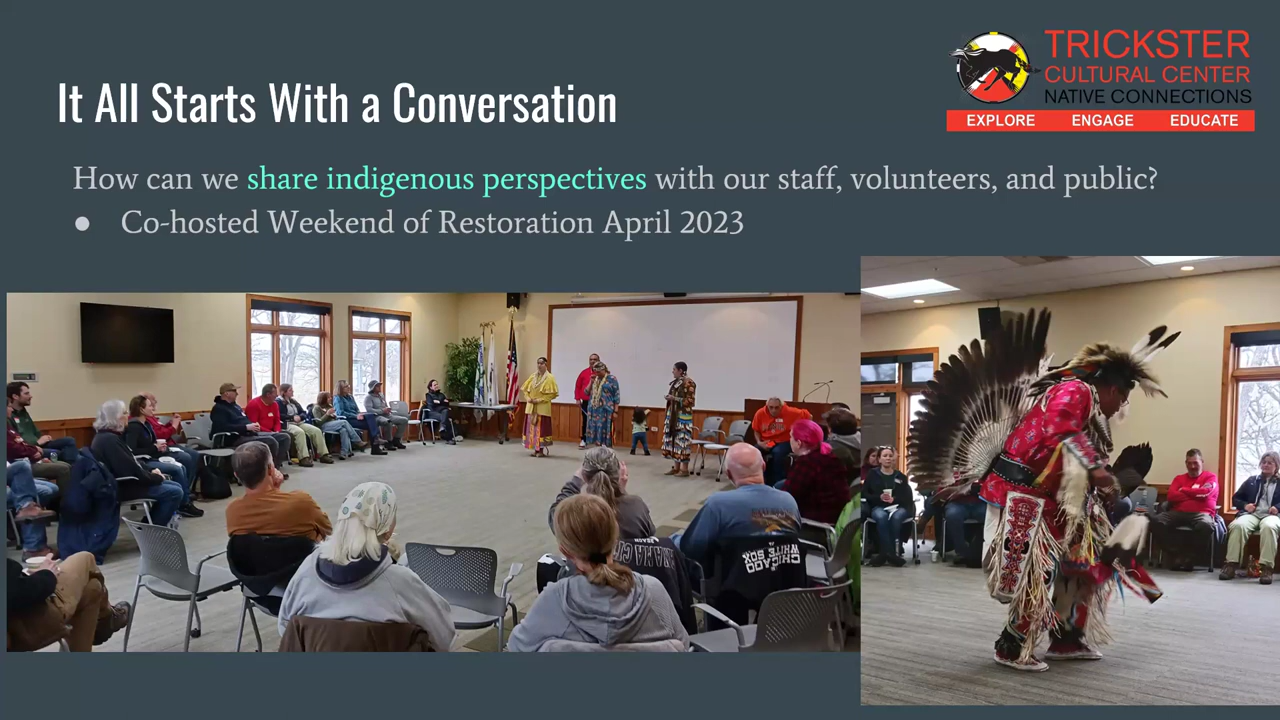 It All Starts With a Conversation
TRICKSTER
CULTURAL CENTER
NATIVE CONNECTIONS
EXPLORE ENGAGE EDUCATE
How can we share indigenous perspectives with our staff, volunteers, and public?
● Co-hosted Weekend of Restoration April 2023
CHICAGO
WHITE SOX